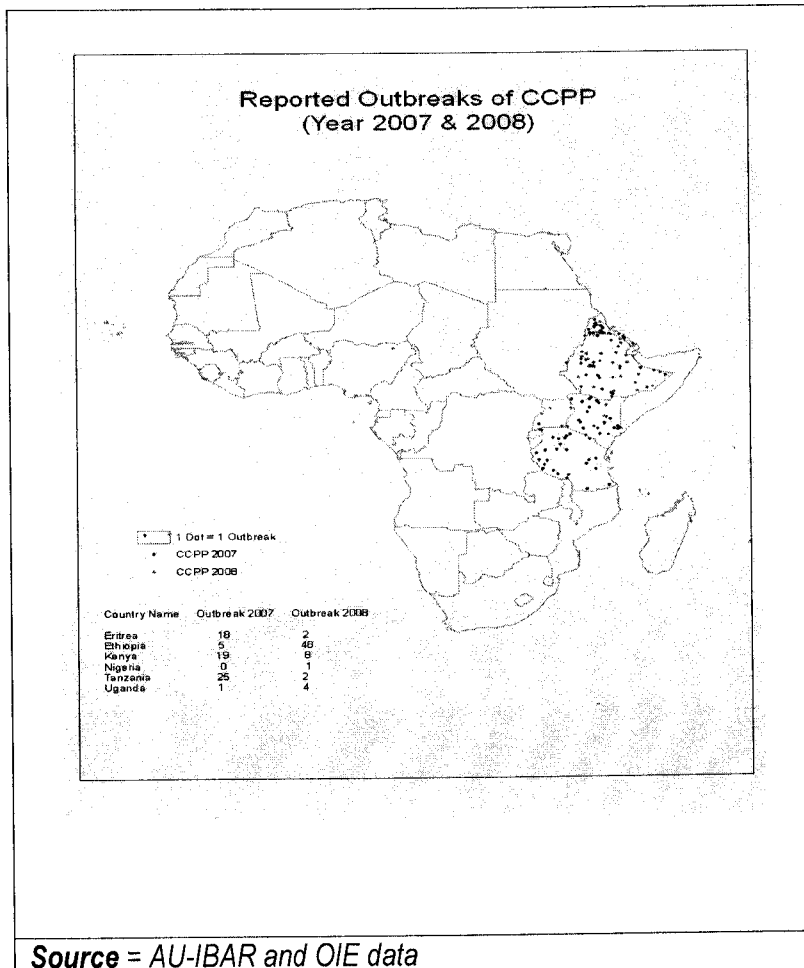 Reported Outbreaks of CCPP
(Year 2007 & 2008)
1 Dot = 1 Outbreak
CCPP 2007
CCPP 2008
Country Name Outbreak 2007 Outbreak 2008
Eritrea 18 2
Ethiopia 5 48
Kenya 19 8
Nigeria 0 1
Tanzania 25 2
Uganda 1 4
Source = AU-IBAR and OIE data